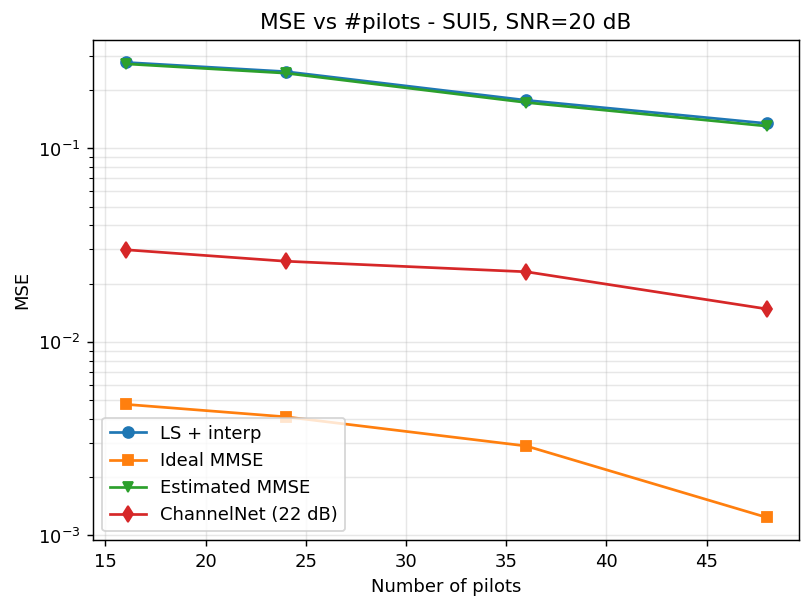 MSE vs #pilots - SUI5, SNR=20 dB
MSE
10⁻¹
10⁻²
10⁻³
LS + interp
Ideal MMSE
Estimated MMSE
ChannelNet (22 dB)
15 20 25 30 35 40 45
Number of pilots